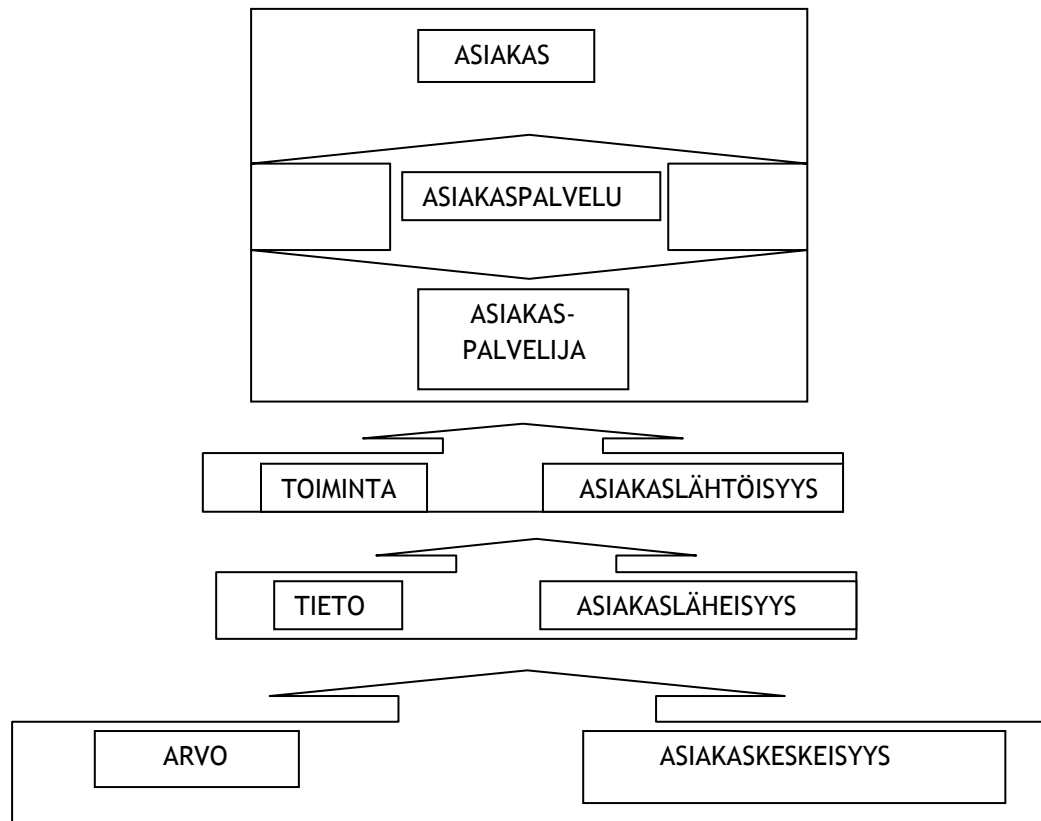 ASIAKAS
ASIAKASPALVELU
ASIAKAS-
PALVELIJA
TOIMINTA
ASIAKASLÄHTÖISYYS
TIETO
ASIAKASLÄHEISYYS
ARVO
ASIAKASKESKEISYYS